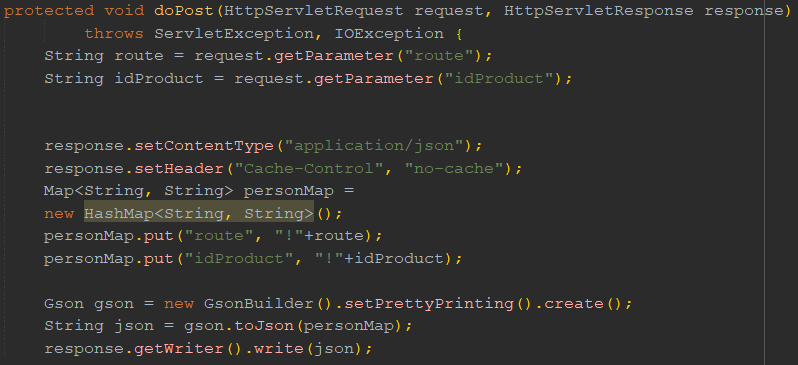 protected void doPost(HttpServletRequest request, HttpServletResponse response)
throws ServletException, IOException {
String route = request.getParameter("route");
String idProduct = request.getParameter("idProduct");
response.setContentType("application/json");
response.setHeader("Cache-Control", "no-cache");
Map<String, String> personMap =
new HashMap<String, String>();
personMap.put("route", "!"+route);
personMap.put("idProduct", "!"+idProduct);
Gson gson = new GsonBuilder().setPrettyPrinting().create();
String json = gson.toJson(personMap);
response.getWriter().write(json);